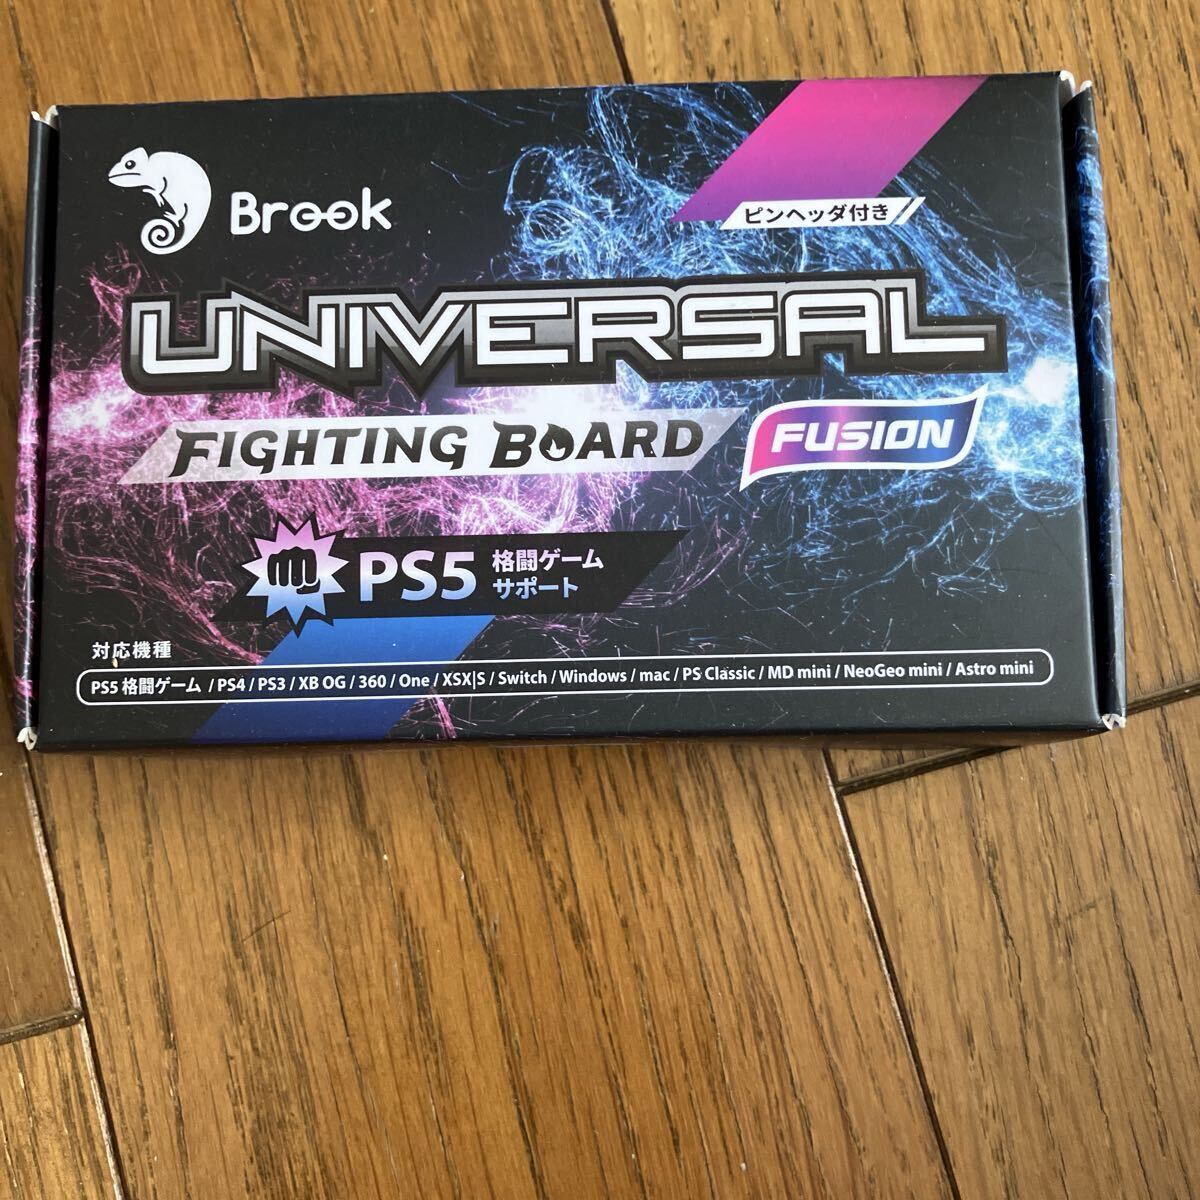 Brook
ピンヘッダ付き
UNIVERSAL
FIGHTING BOARD
FUSION
PS5 格闘ゲーム
サポート
対応機種
PS5 格闘ゲーム / PS4 / PS3 / XB OG / 360 / One / XSX|S / Switch / Windows / mac / PS Classic / MD mini / NeoGeo mini / Astro mini